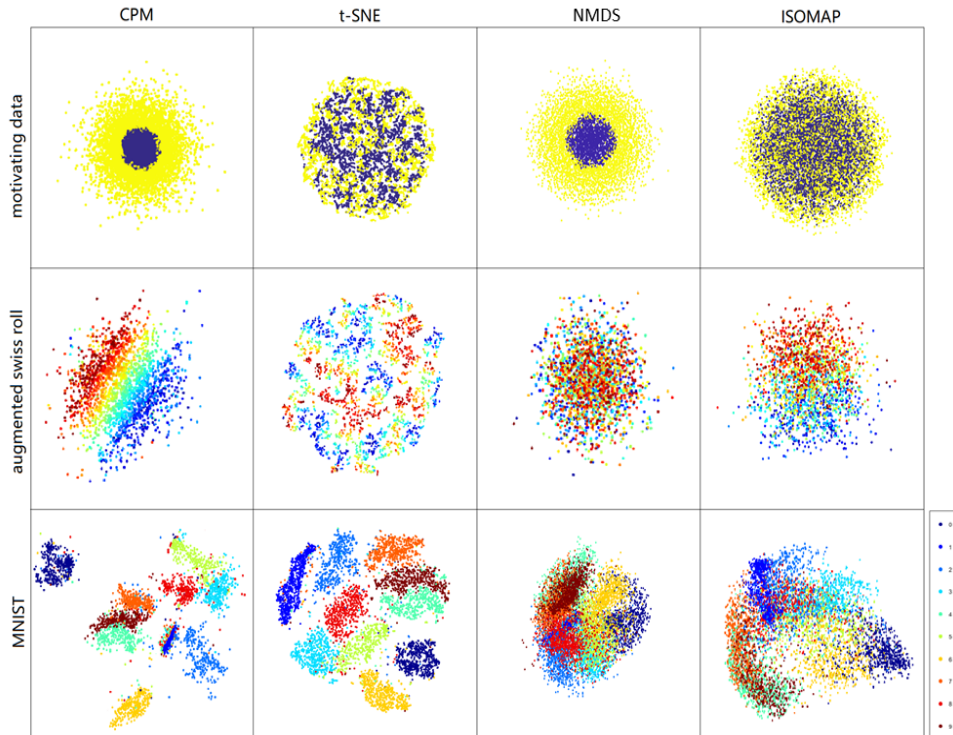 CPM t-SNE NMDS ISOMAP
motivating data
augmented swiss roll
MNIST
0
1
2
3
4
5
6
7
8
9